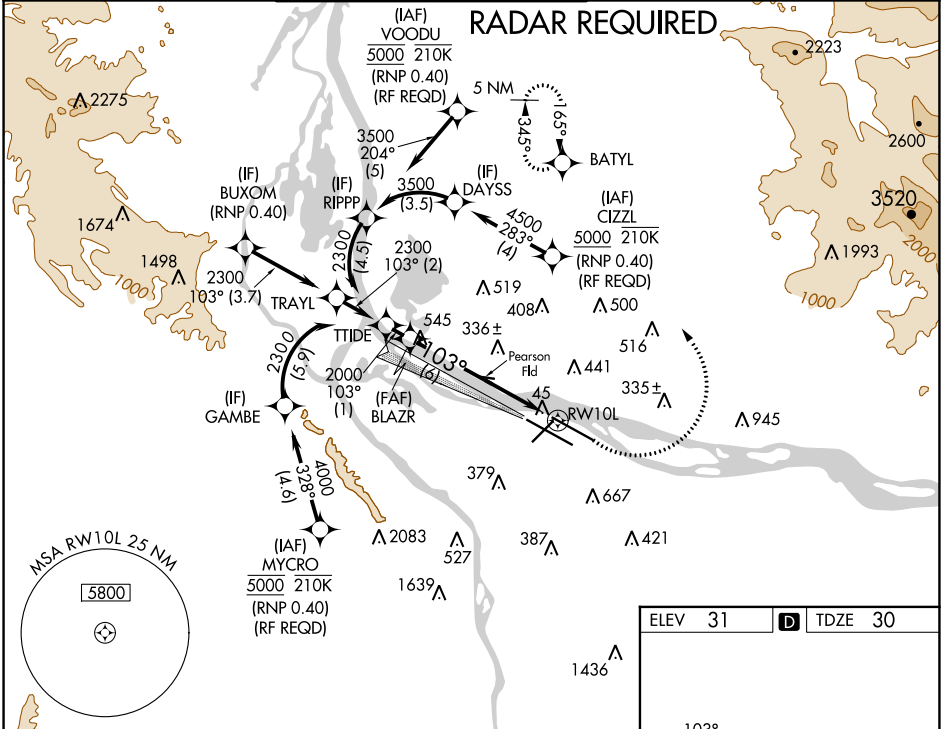 RADAR REQUIRED
(IAF)
VOODU
5000 210K
(RNP 0.40)
(RF REQD)
2223
2275
5 NM
345°
165°
BATYL
2600
3500
204°
(5)
(IF)
DAYSS
(IF)
RIPPP
3500
(3.5)
(IF)
BUXOM
(RNP 0.40)
4500
283°
(4)
(IAF)
CIZZL
5000 210K
(RNP 0.40)
(RF REQD)
3520
2000
1993
1000
1674
1498
1000
2300
103° (3.7)
2300
(4.5)
2300
103° (2)
TRAYL
519
408
500
TTIDE
545
336±
516
103°
(6)
Pearson
Fld
441
335±
2300
(5.9)
2000
103°
(1)
(FAF)
BLAZR
45
RW10L
945
(IF)
GAMBE
4000
328°
(4.6)
379
667
(IAF)
MYCRO
5000 210K
(RNP 0.40)
(RF REQD)
2083
527
387
421
1639
MSA RW10L 25 NM
5800
1436
ELEV 31 D TDZE 30
103°